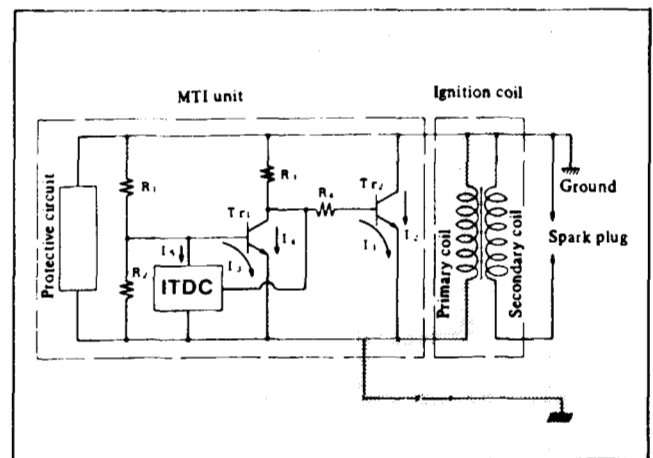 MTI unit
Ignition coil
Protective circuit
R₁
R₂
R₃
R₄
Tr₁
Tr₂
I₄
I₂
I₃
I₁
I₅
ITDC
Primary coil
Secondary coil
Ground
Spark plug